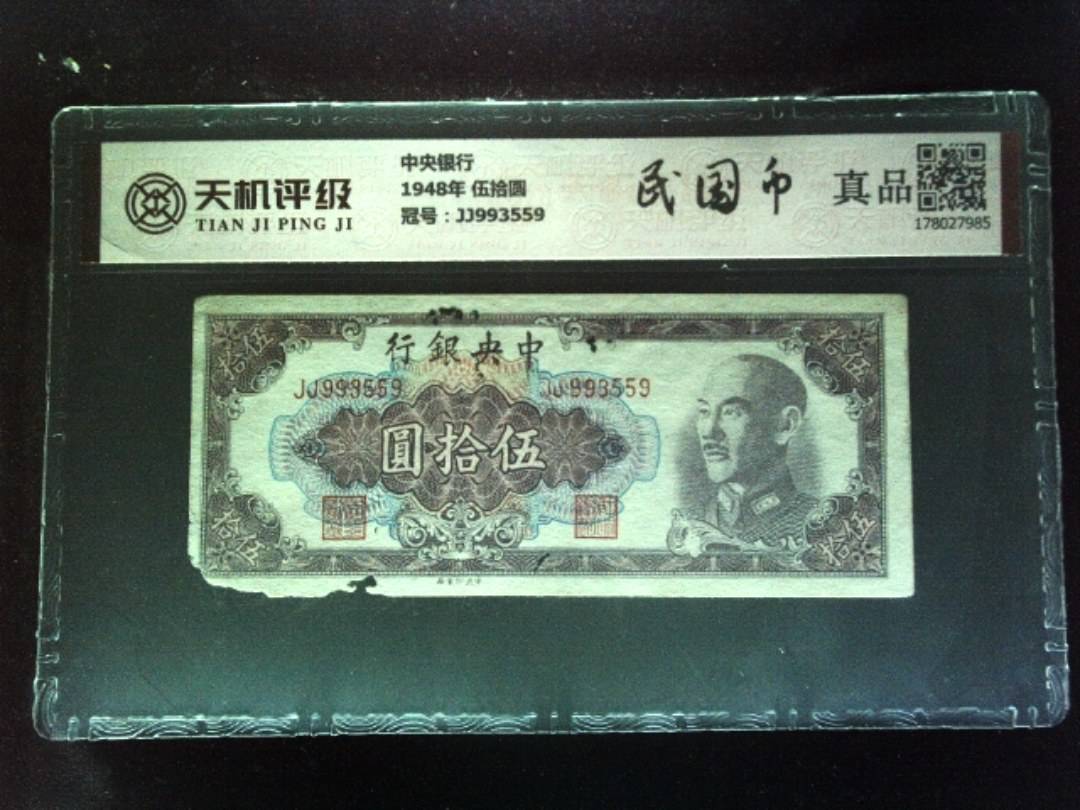 天机评级
TIAN JI PING JI
中央银行
1948年 伍拾圆
冠号：JJ993559
民国币
真品
178027985
行銀央中
JJ993559
JJ993559
圓拾伍
拾伍
拾伍
拾伍
拾伍